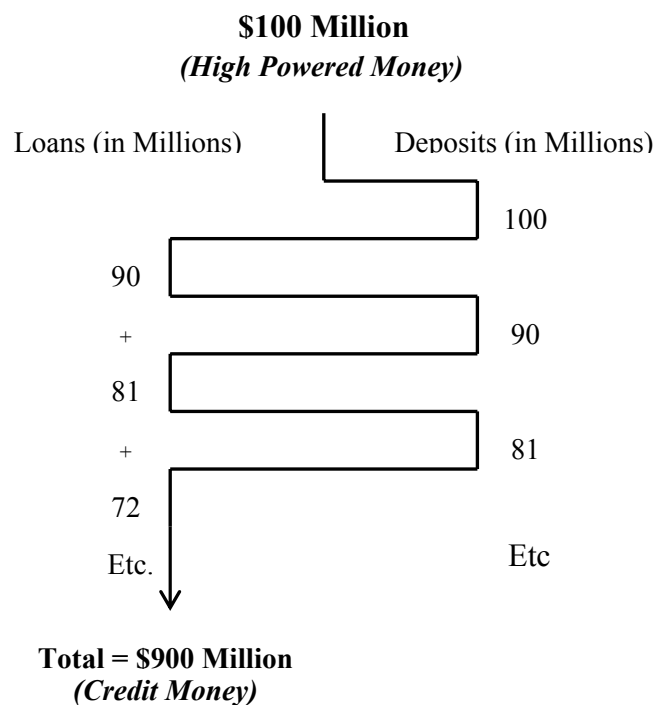 $100 Million
(High Powered Money)
Loans (in Millions)
Deposits (in Millions)
100
90
+
90
81
+
81
72
Etc.
Etc
Total = $900 Million
(Credit Money)